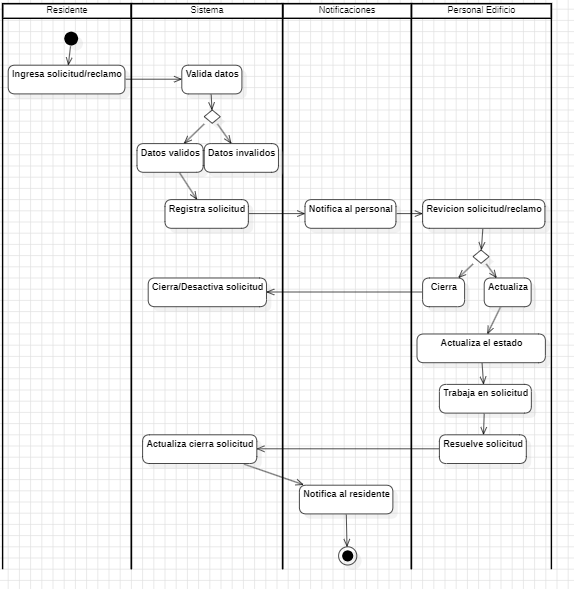 Residente
Sistema
Notificaciones
Personal Edificio
Ingresa solicitud/reclamo
Valida datos
Datos validos
Datos invalidos
Registra solicitud
Notifica al personal
Revicion solicitud/reclamo
Cierra/Desactiva solicitud
Cierra
Actualiza
Actualiza el estado
Trabaja en solicitud
Actualiza cierra solicitud
Resuelve solicitud
Notifica al residente